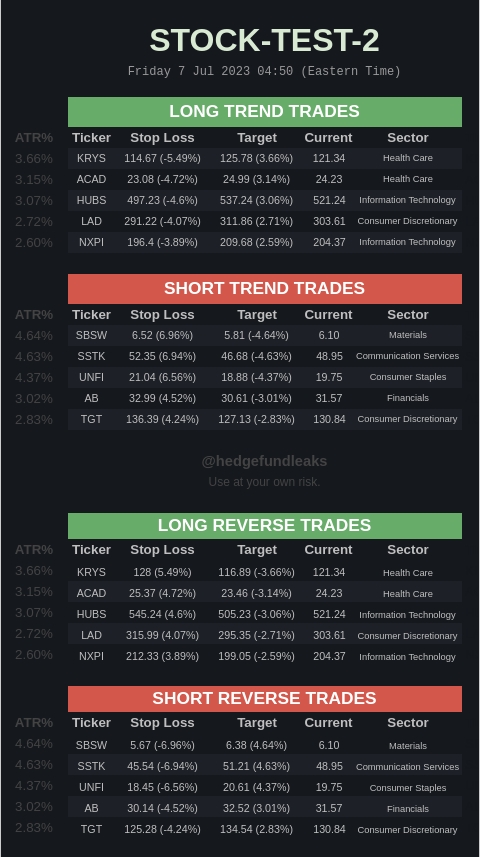 STOCK-TEST-2
Friday 7 Jul 2023 04:50 (Eastern Time)
LONG TREND TRADES
ATR% Ticker Stop Loss Target Current Sector
3.66% KRYS 114.67 (-5.49%) 125.78 (3.66%) 121.34 Health Care
3.15% ACAD 23.08 (-4.72%) 24.99 (3.14%) 24.23 Health Care
3.07% HUBS 497.23 (-4.6%) 537.24 (3.06%) 521.24 Information Technology
2.72% LAD 291.22 (-4.07%) 311.86 (2.71%) 303.61 Consumer Discretionary
2.60% NXPI 196.4 (-3.89%) 209.68 (2.59%) 204.37 Information Technology
SHORT TREND TRADES
ATR% Ticker Stop Loss Target Current Sector
4.64% SBSW 6.52 (6.96%) 5.81 (-4.64%) 6.10 Materials
4.63% SSTK 52.35 (6.94%) 46.68 (-4.63%) 48.95 Communication Services
4.37% UNFI 21.04 (6.56%) 18.88 (-4.37%) 19.75 Consumer Staples
3.02% AB 32.99 (4.52%) 30.61 (-3.01%) 31.57 Financials
2.83% TGT 136.39 (4.24%) 127.13 (-2.83%) 130.84 Consumer Discretionary
@hedgefundleaks
Use at your own risk.
LONG REVERSE TRADES
ATR% Ticker Stop Loss Target Current Sector
3.66% KRYS 128 (5.49%) 116.89 (-3.66%) 121.34 Health Care
3.15% ACAD 25.37 (4.72%) 23.46 (-3.14%) 24.23 Health Care
3.07% HUBS 545.24 (4.6%) 505.23 (-3.06%) 521.24 Information Technology
2.72% LAD 315.99 (4.07%) 295.35 (-2.71%) 303.61 Consumer Discretionary
2.60% NXPI 212.33 (3.89%) 199.05 (-2.59%) 204.37 Information Technology
SHORT REVERSE TRADES
ATR% Ticker Stop Loss Target Current Sector
4.64% SBSW 5.67 (-6.96%) 6.38 (4.64%) 6.10 Materials
4.63% SSTK 45.54 (-6.94%) 51.21 (4.63%) 48.95 Communication Services
4.37% UNFI 18.45 (-6.56%) 20.61 (4.37%) 19.75 Consumer Staples
3.02% AB 30.14 (-4.52%) 32.52 (3.01%) 31.57 Financials
2.83% TGT 125.28 (-4.24%) 134.54 (2.83%) 130.84 Consumer Discretionary